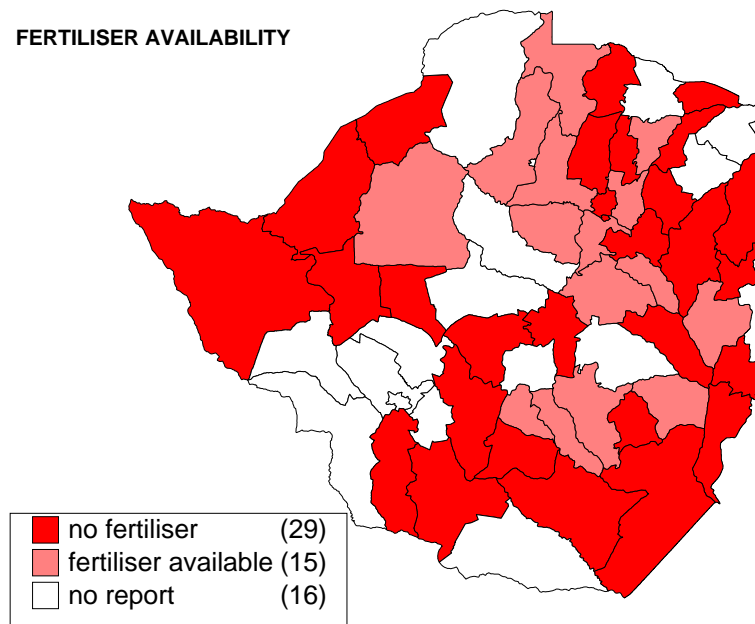 FERTILISER AVAILABILITY
no fertiliser (29)
fertiliser available (15)
no report (16)